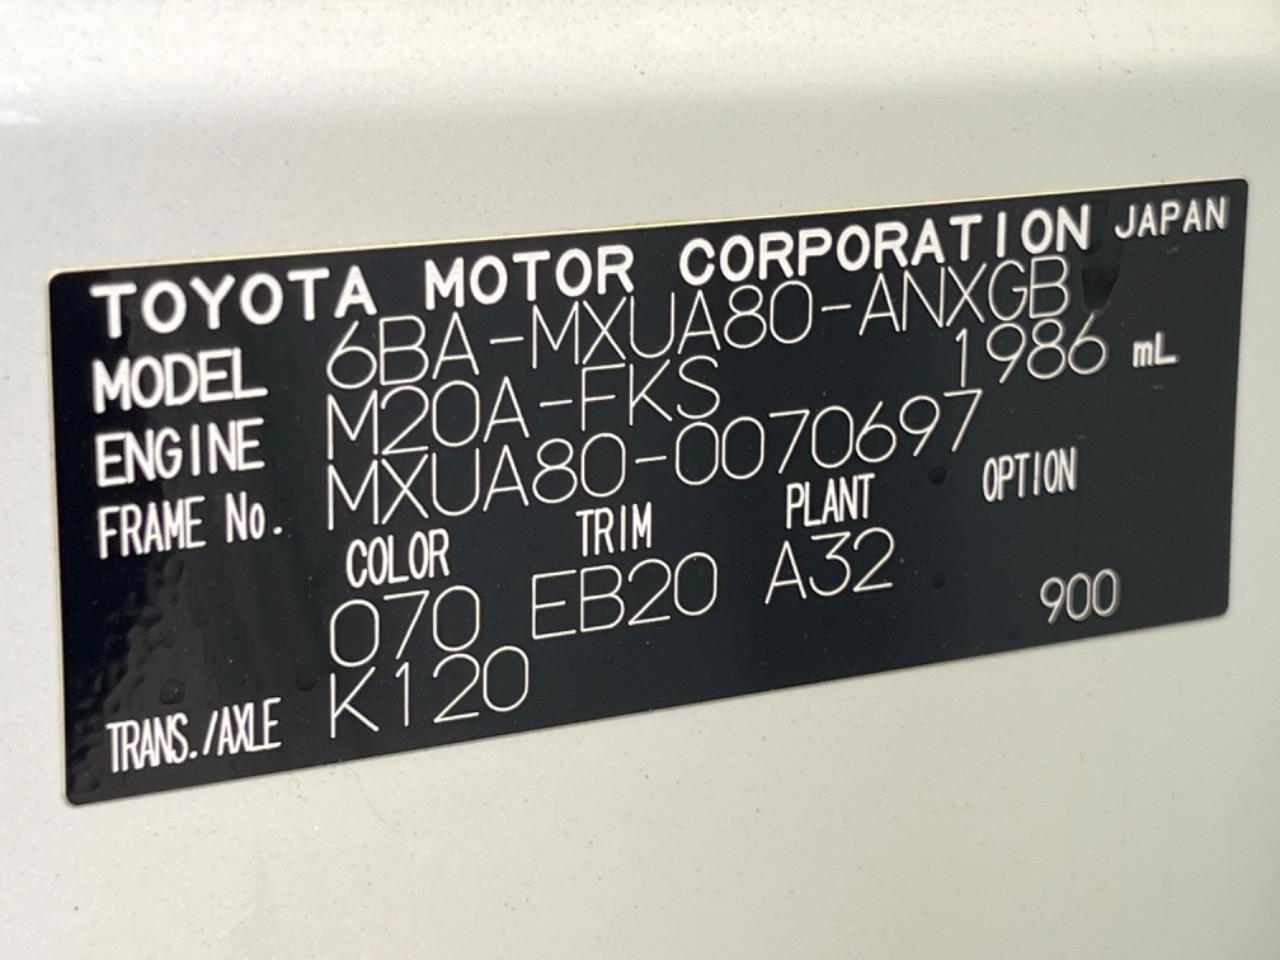 TOYOTA MOTOR CORPORATION JAPAN
MODEL 6BA-MXUA80-ANXGB
ENGINE M20A-FKS 1986 mL
FRAME No. MXUA80-0070697
COLOR TRIM PLANT OPTION
070 EB20 A32 900
TRANS./AXLE K120